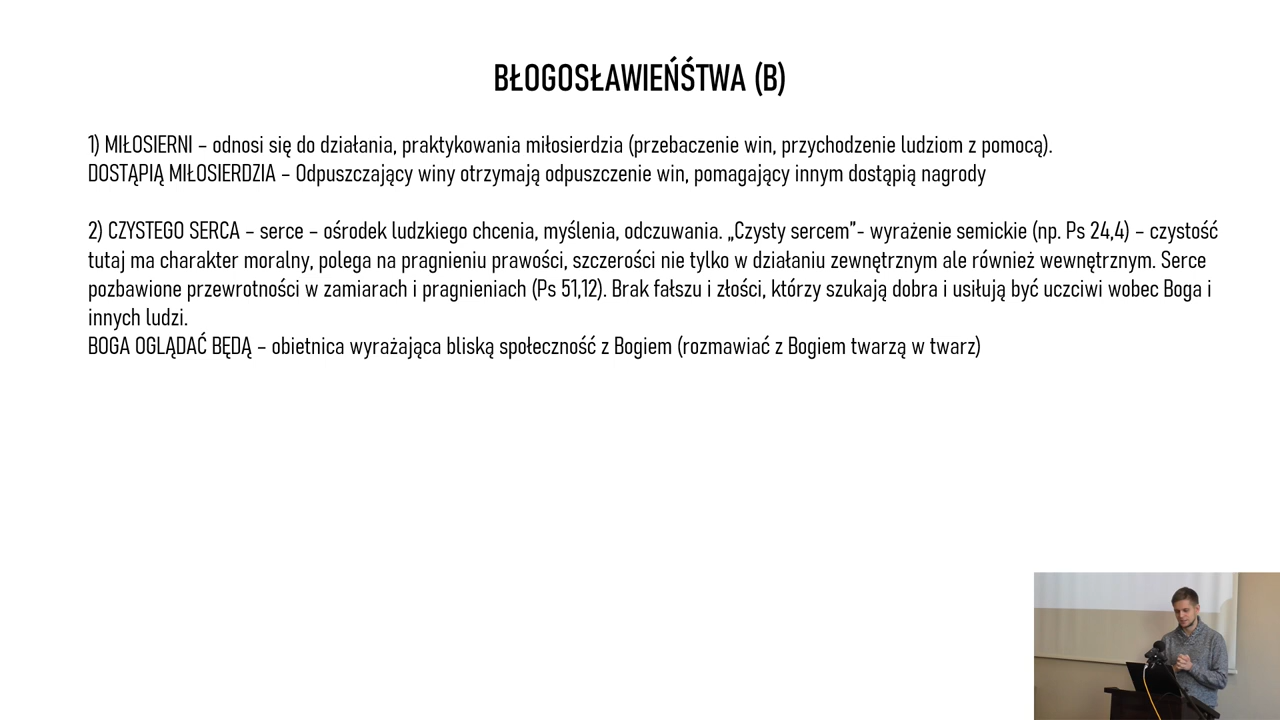 BŁOGOSŁAWIEŃŚTWA (B)
1) MIŁOSIERNI – odnosi się do działania, praktykowania miłosierdzia (przebaczenie win, przychodzenie ludziom z pomocą).
DOSTĄPIĄ MIŁOSIERDZIA – Odpuszczający winy otrzymają odpuszczenie win, pomagający innym dostąpią nagrody
2) CZYSTEGO SERCA – serce – ośrodek ludzkiego chcenia, myślenia, odczuwania. „Czysty sercem”- wyrażenie semickie (np. Ps 24,4) – czystość
tutaj ma charakter moralny, polega na pragnieniu prawości, szczerości nie tylko w działaniu zewnętrznym ale również wewnętrznym. Serce
pozbawione przewrotności w zamiarach i pragnieniach (Ps 51,12). Brak fałszu i złości, którzy szukają dobra i usiłują być uczciwi wobec Boga i
innych ludzi.
BOGA OGLĄDAĆ BĘDĄ – obietnica wyrażająca bliską społeczność z Bogiem (rozmawiać z Bogiem twarzą w twarz)